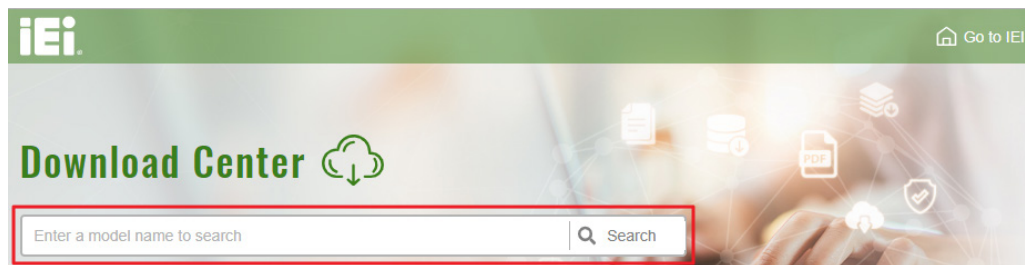 iEi
Go to IEI
Download Center
PDF
Enter a model name to search
Search